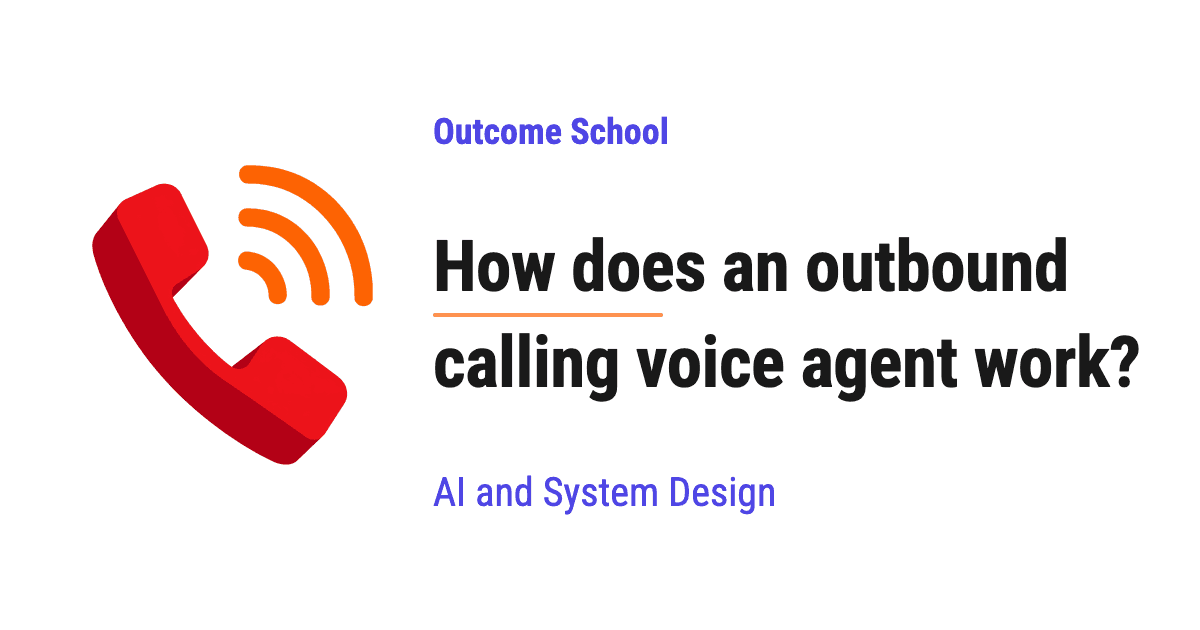 Outcome School
How does an outbound
calling voice agent work?
AI and System Design